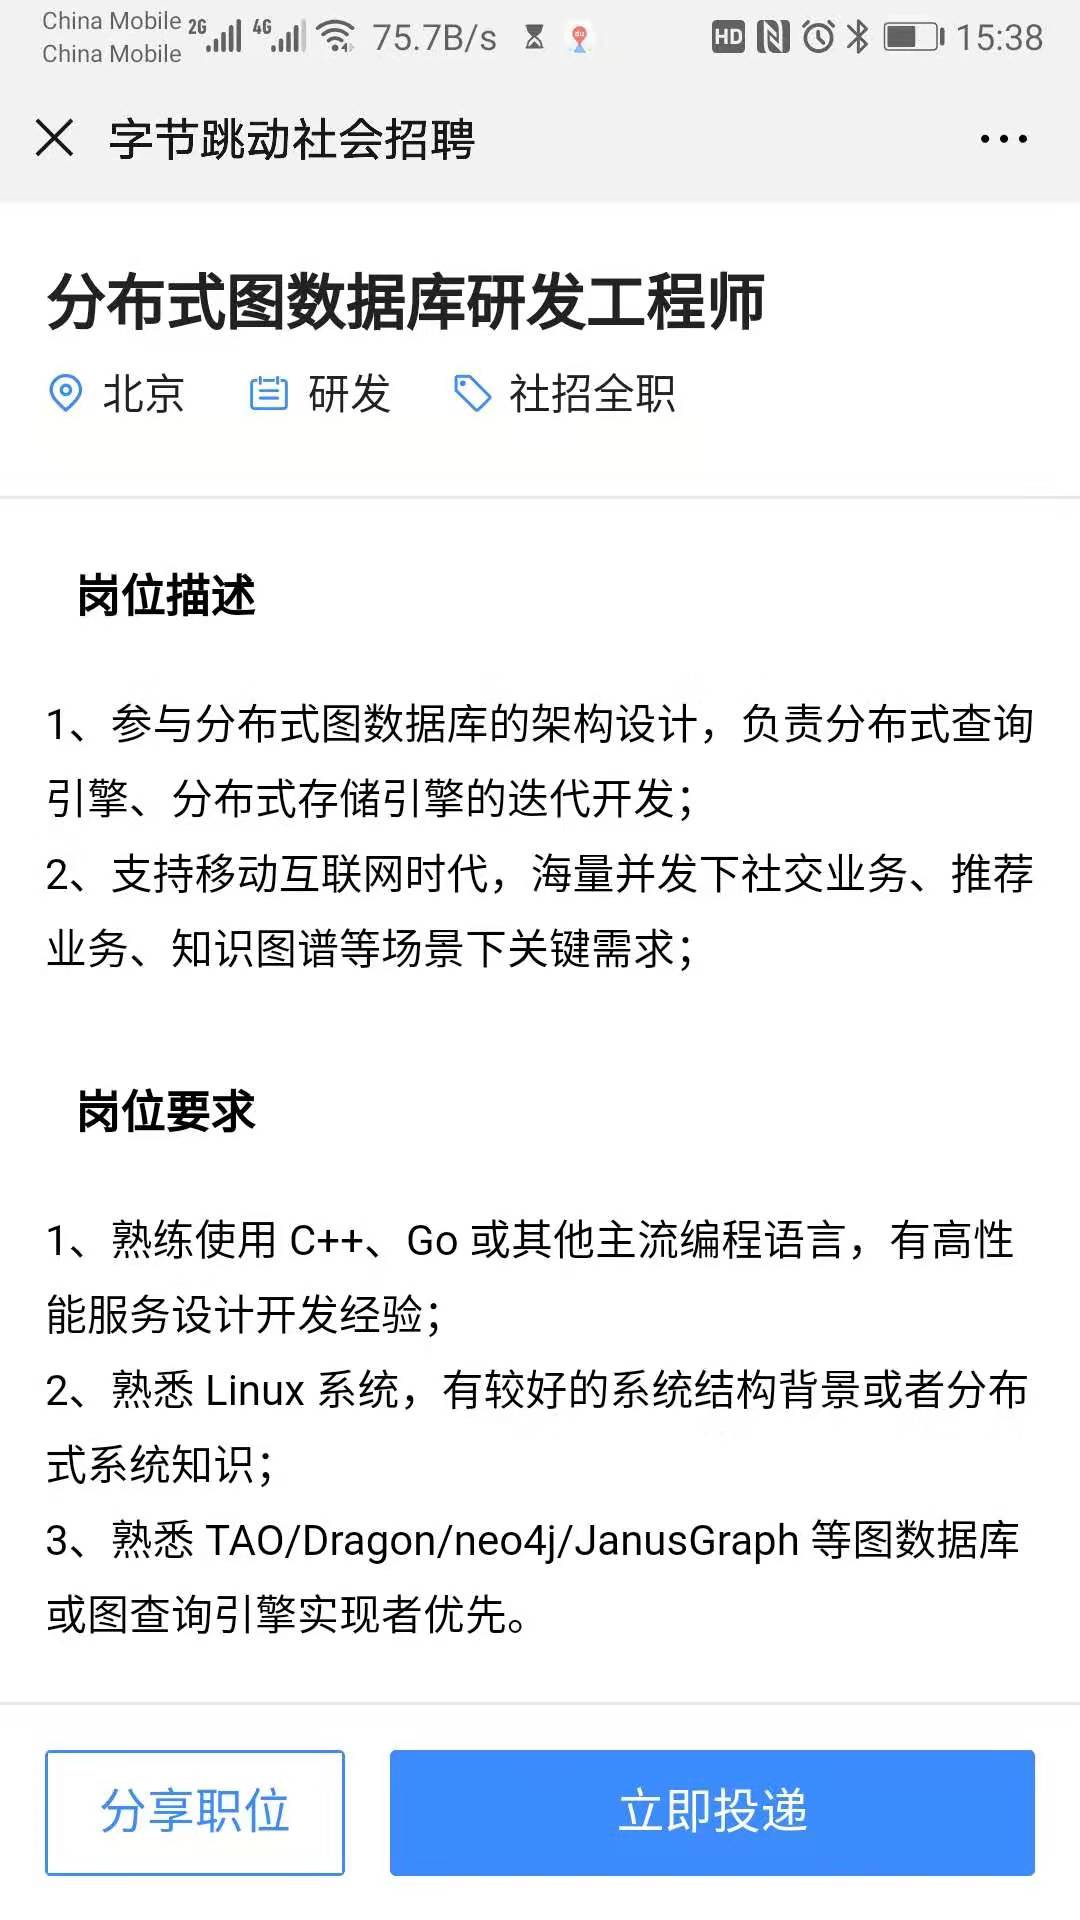 China Mobile 2G 4G 75.7B/s HD 15:38
China Mobile
字节跳动社会招聘
分布式图数据库研发工程师
北京 研发 社招全职
岗位描述
1、参与分布式图数据库的架构设计，负责分布式查询
引擎、分布式存储引擎的迭代开发；
2、支持移动互联网时代，海量并发下社交业务、推荐
业务、知识图谱等场景下关键需求；
岗位要求
1、熟练使用 C++、Go 或其他主流编程语言，有高性
能服务设计开发经验；
2、熟悉 Linux 系统，有较好的系统结构背景或者分布
式系统知识；
3、熟悉 TAO/Dragon/neo4j/JanusGraph 等图数据库
或图查询引擎实现者优先。
分享职位 立即投递